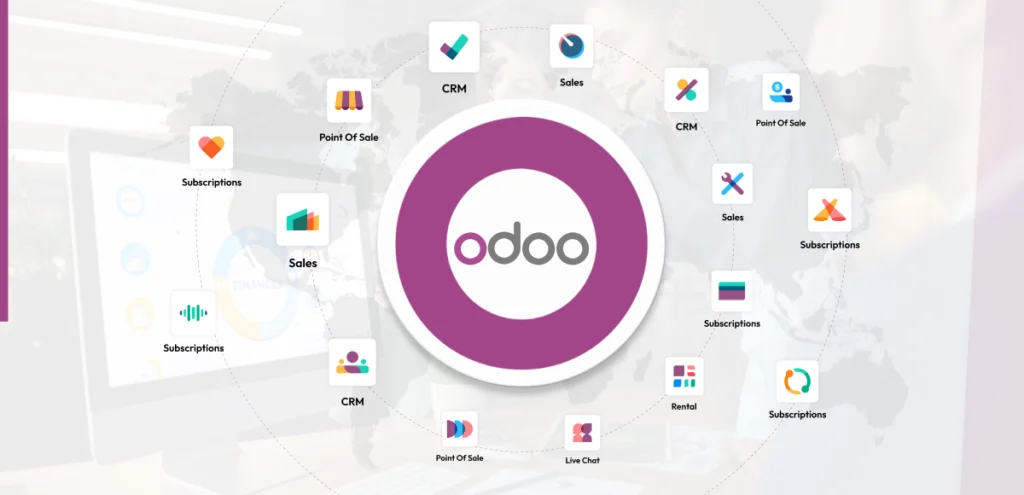 CRM
Sales
CRM
Point Of Sale
Point Of Sale
Subscriptions
Sales
Subscriptions
odoo
Sales
Subscriptions
Subscriptions
CRM
Rental
Subscriptions
Point Of Sale
Live Chat